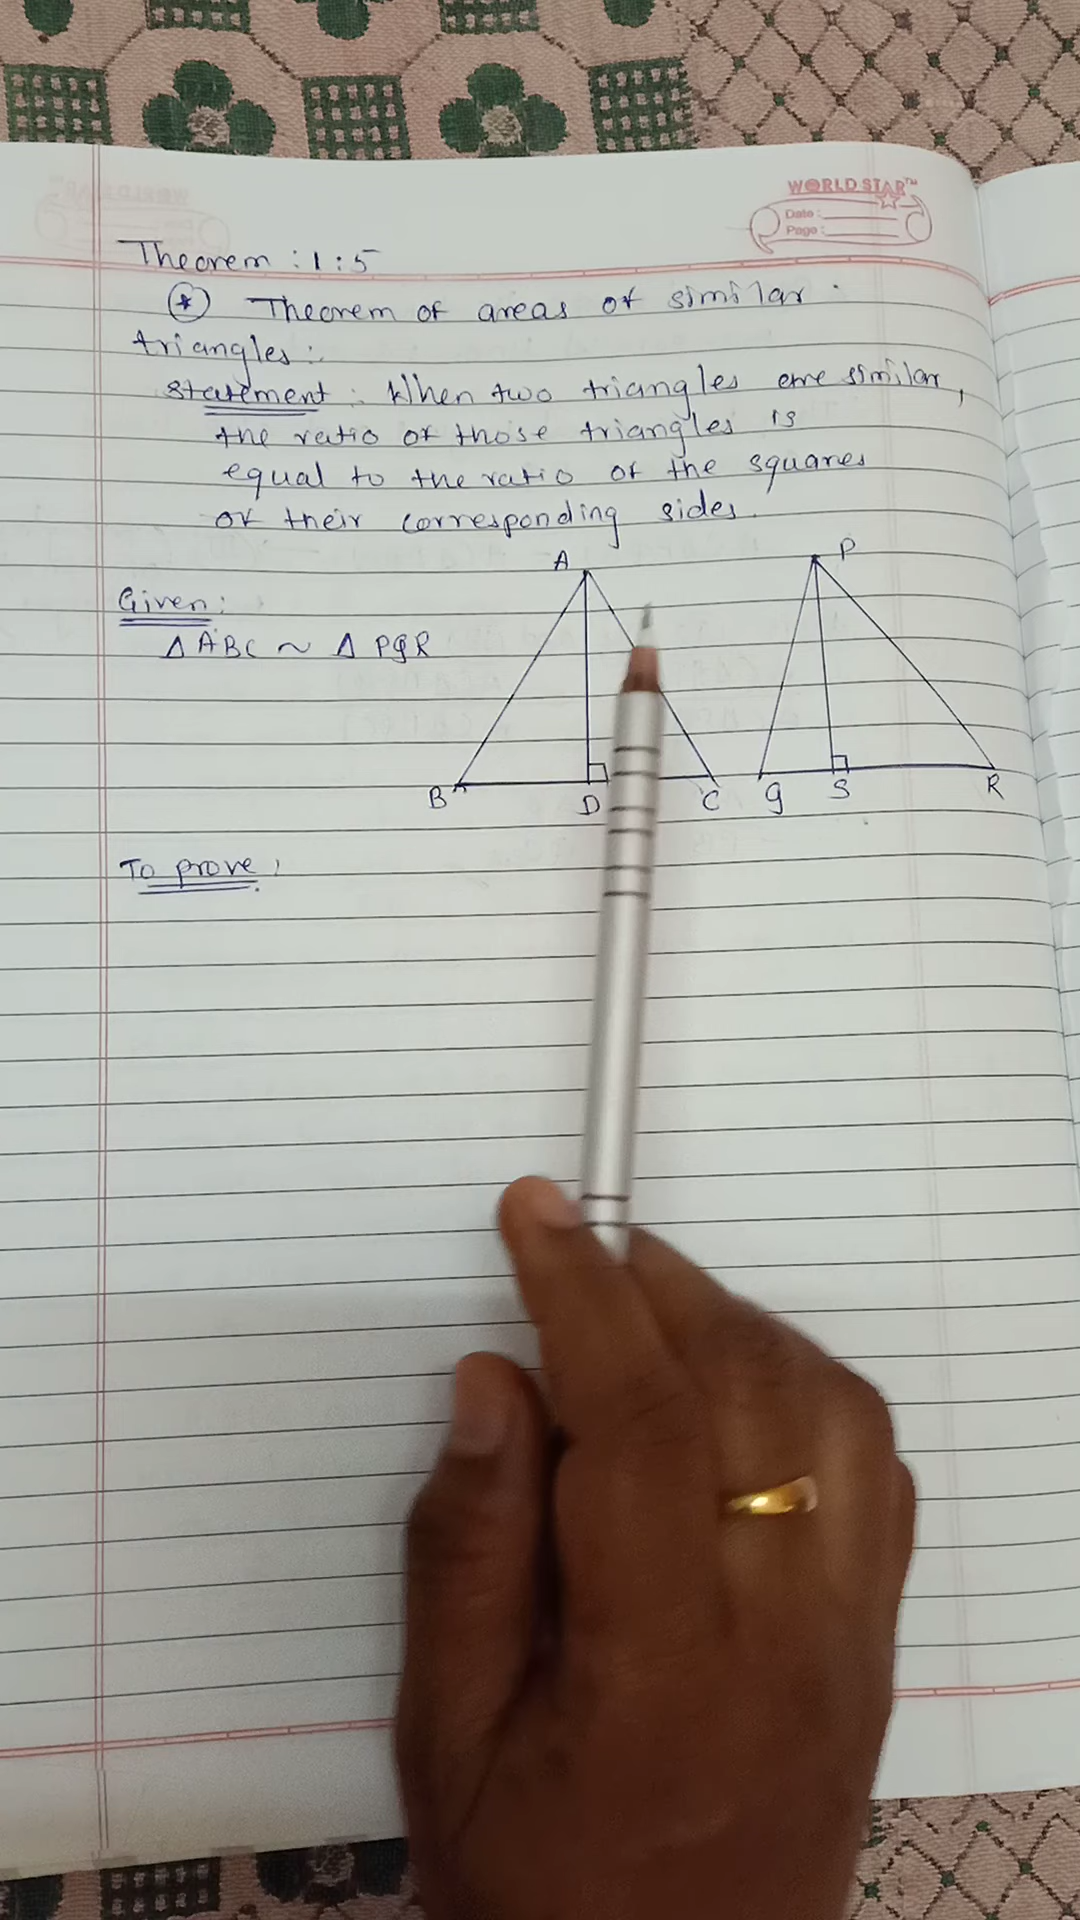 WORLD STAR™
Date :
Page :
Theorem : 1 : 5
* Theorem of areas of similar
triangles :
Statement : When two triangles are similar,
the ratio of those triangles is
equal to the ratio of the squares
of their corresponding sides.
Given :
△ ABC ~ △ PQR
A
P
B
D
C
Q
S
R
To prove :